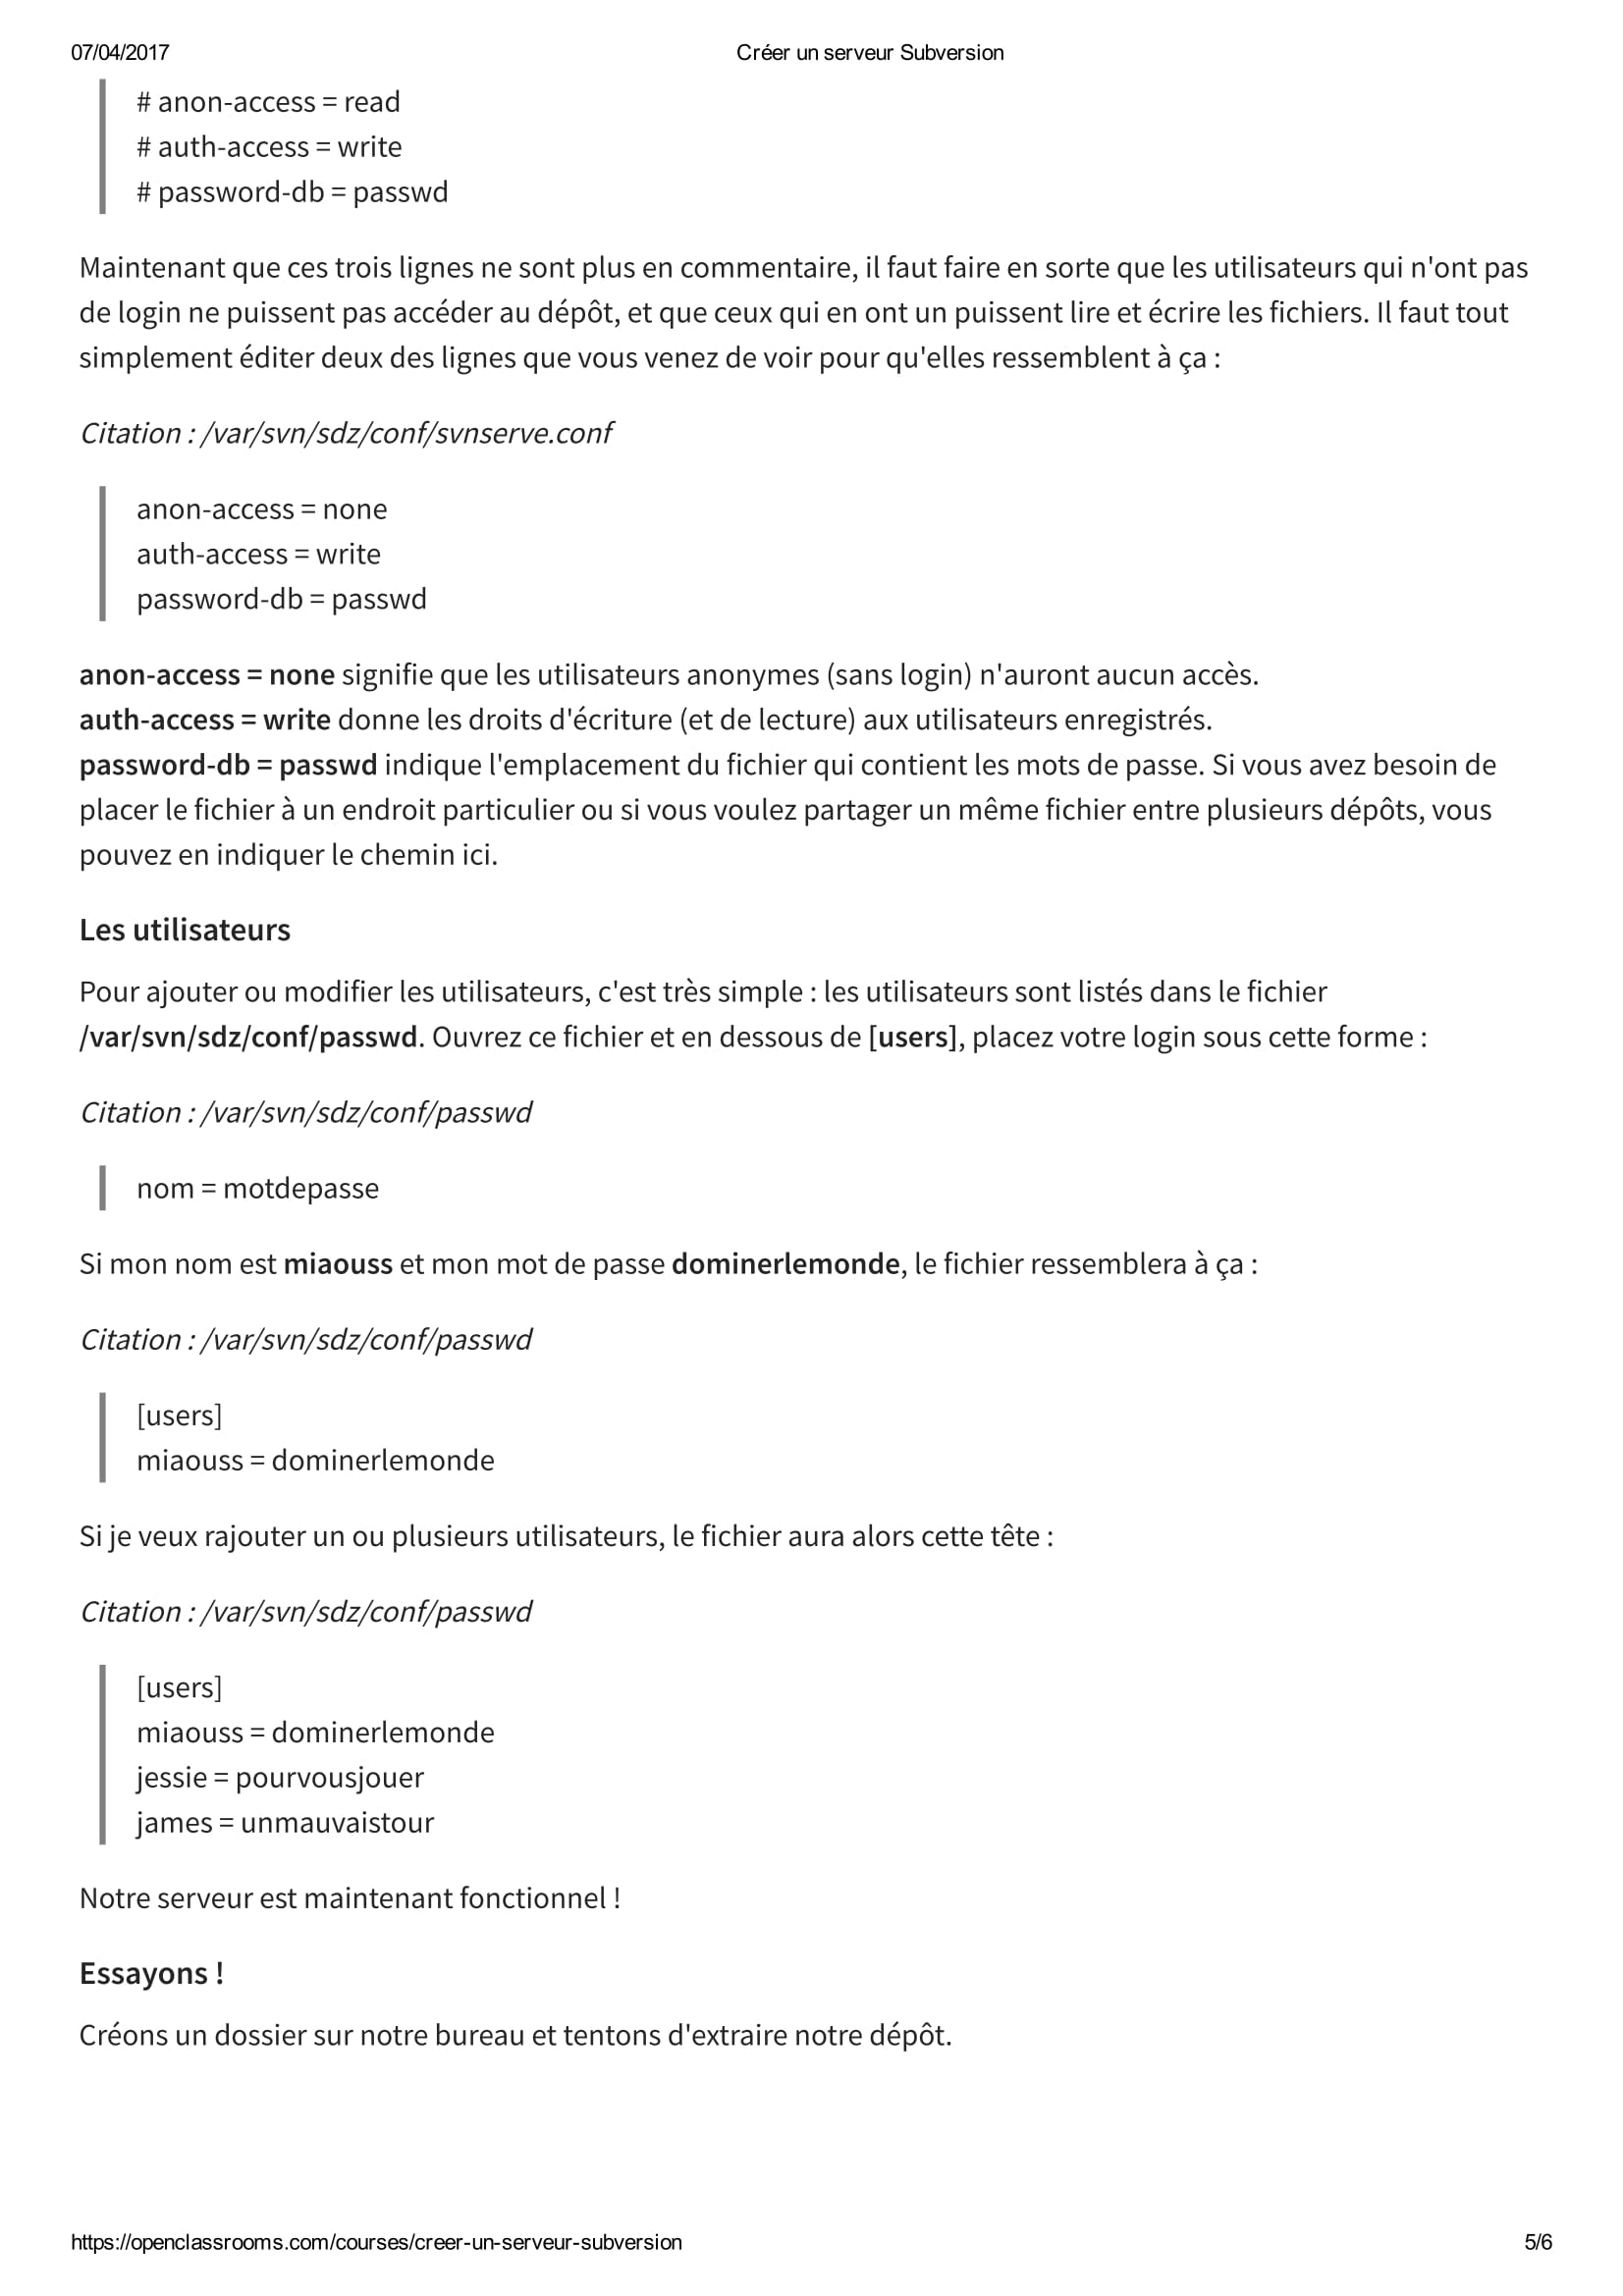 07/04/2017
Créer un serveur Subversion
# anon-access = read
# auth-access = write
# password-db = passwd
Maintenant que ces trois lignes ne sont plus en commentaire, il faut faire en sorte que les utilisateurs qui n'ont pas
de login ne puissent pas accéder au dépôt, et que ceux qui en ont un puissent lire et écrire les fichiers. Il faut tout
simplement éditer deux des lignes que vous venez de voir pour qu'elles ressemblent à ça :
Citation : /var/svn/sdz/conf/svnserve.conf
anon-access = none
auth-access = write
password-db = passwd
anon-access = none signifie que les utilisateurs anonymes (sans login) n'auront aucun accès.
auth-access = write donne les droits d'écriture (et de lecture) aux utilisateurs enregistrés.
password-db = passwd indique l'emplacement du fichier qui contient les mots de passe. Si vous avez besoin de
placer le fichier à un endroit particulier ou si vous voulez partager un même fichier entre plusieurs dépôts, vous
pouvez en indiquer le chemin ici.
Les utilisateurs
Pour ajouter ou modifier les utilisateurs, c'est très simple : les utilisateurs sont listés dans le fichier
/var/svn/sdz/conf/passwd. Ouvrez ce fichier et en dessous de [users], placez votre login sous cette forme :
Citation : /var/svn/sdz/conf/passwd
nom = motdepasse
Si mon nom est miaouss et mon mot de passe dominerlemonde, le fichier ressemblera à ça :
Citation : /var/svn/sdz/conf/passwd
[users]
miaouss = dominerlemonde
Si je veux rajouter un ou plusieurs utilisateurs, le fichier aura alors cette tête :
Citation : /var/svn/sdz/conf/passwd
[users]
miaouss = dominerlemonde
jessie = pourvousjouer
james = unmauvaistour
Notre serveur est maintenant fonctionnel !
Essayons !
Créons un dossier sur notre bureau et tentons d'extraire notre dépôt.
https://openclassrooms.com/courses/creer-un-serveur-subversion
5/6